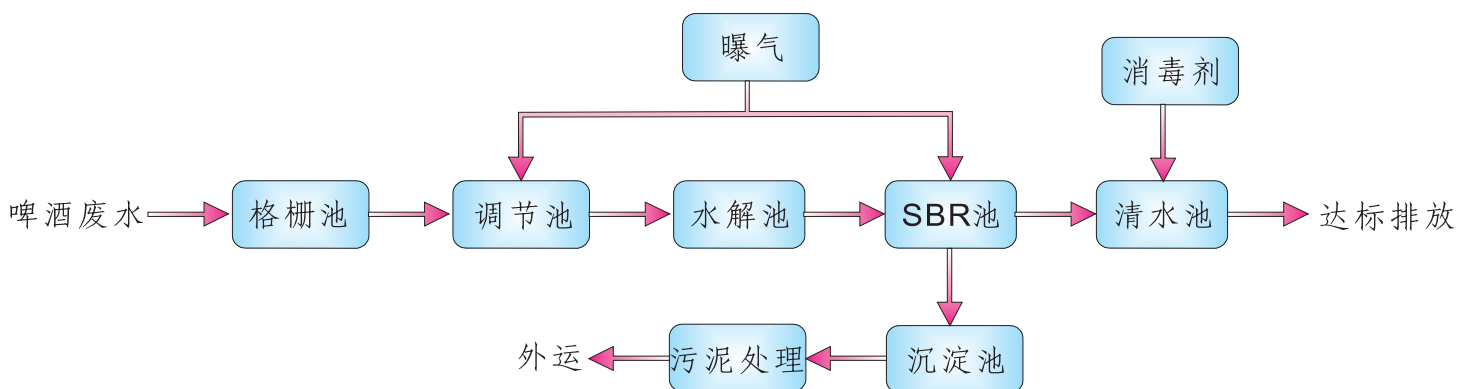 曝气
消毒剂
啤酒废水
格栅池
调节池
水解池
SBR池
清水池
达标排放
外运
污泥处理
沉淀池